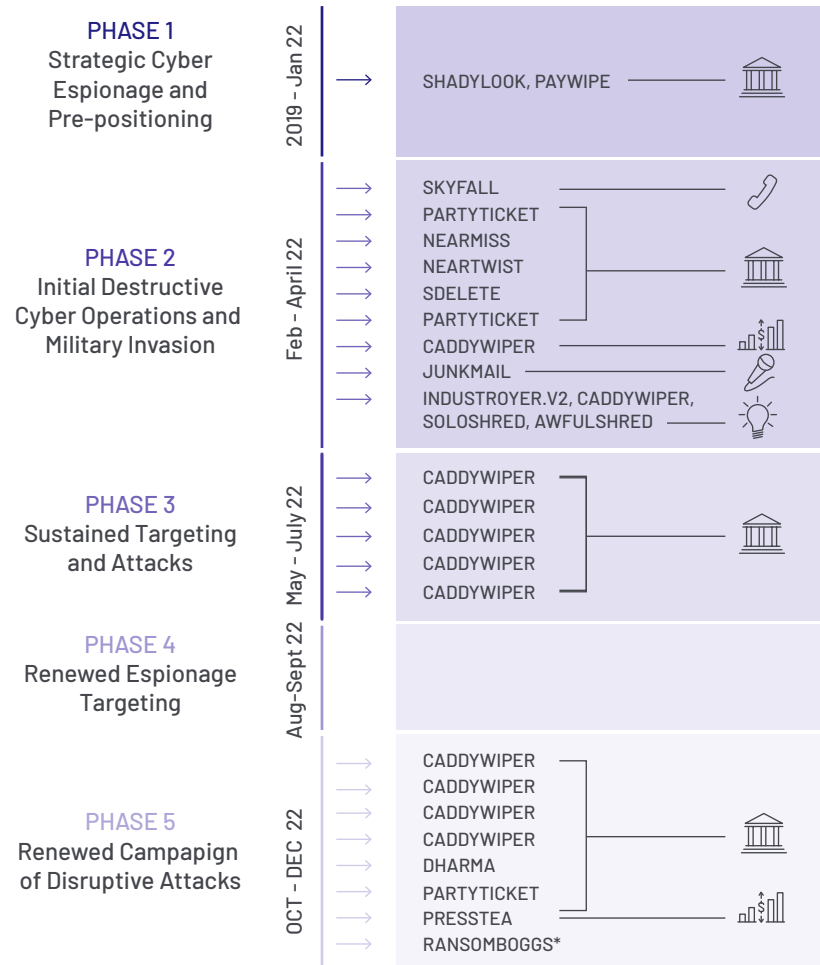 PHASE 1
Strategic Cyber
Espionage and
Pre-positioning
2019 - Jan 22
SHADYLOOK, PAYWIPE
PHASE 2
Initial Destructive
Cyber Operations and
Military Invasion
Feb - April 22
SKYFALL
PARTYTICKET
NEARMISS
NEARTWIST
SDELETE
PARTYTICKET
CADDYWIPER
JUNKMAIL
INDUSTROYER.V2, CADDYWIPER,
SOLOSHRED, AWFULSHRED
$
PHASE 3
Sustained Targeting
and Attacks
May - July 22
CADDYWIPER
CADDYWIPER
CADDYWIPER
CADDYWIPER
CADDYWIPER
PHASE 4
Renewed Espionage
Targeting
Aug-Sept 22
PHASE 5
Renewed Campapign
of Disruptive Attacks
OCT - DEC 22
CADDYWIPER
CADDYWIPER
CADDYWIPER
CADDYWIPER
DHARMA
PARTYTICKET
PRESSTEA
RANSOMBOGGS*
$